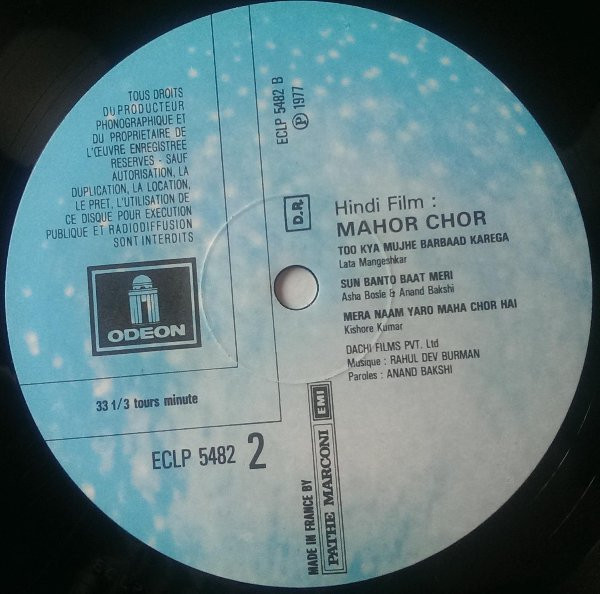 TOUS DROITS
DU PRODUCTEUR
PHONOGRAPHIQUE ET
DU PROPRIETAIRE DE
L'ŒUVRE ENREGISTREE
RESERVES - SAUF
AUTORISATION, LA
DUPLICATION, LA LOCATION,
LE PRET, L'UTILISATION DE
CE DISQUE POUR EXECUTION
PUBLIQUE ET RADIODIFFUSION
SONT INTERDITS
ODEON
33 1/3 tours minute
ECLP 5482 2
ECLP 5482 B
Ⓟ 1977
D.R.
Hindi Film :
MAHOR CHOR
TOO KYA MUJHE BARBAAD KAREGA
Lata Mangeshkar
SUN BANTO BAAT MERI
Asha Bosle & Anand Bakshi
MERA NAAM YARO MAHA CHOR HAI
Kishore Kumar
DACHI FILMS PVT. Ltd
Musique : RAHUL DEV BURMAN
Paroles : ANAND BAKSHI
MADE IN FRANCE BY
PATHE MARCONI EMI